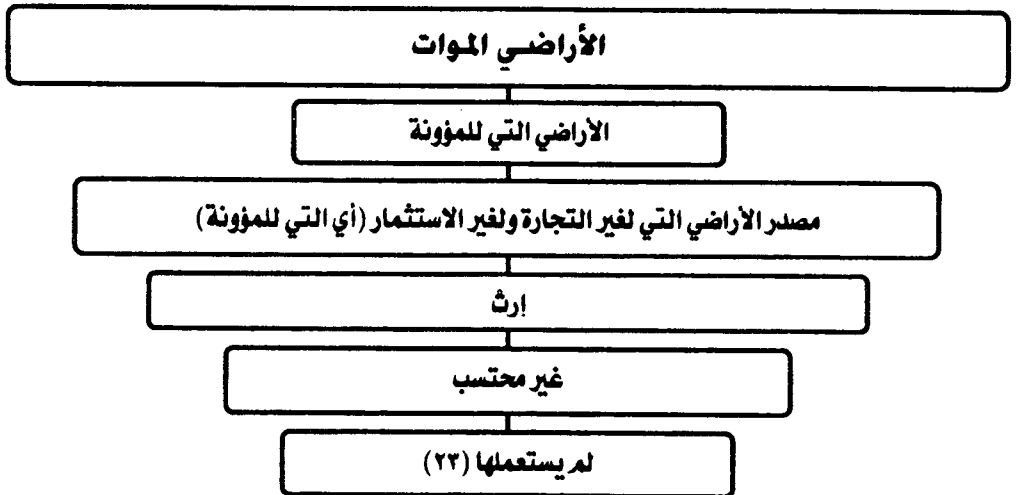 الأراضي الموات
الأراضي التي للمؤونة
مصدر الأراضي التي لغير التجارة ولغير الاستثمار (أي التي للمؤونة)
إرث
غير محتسب
لم يستعملها (٢٣)